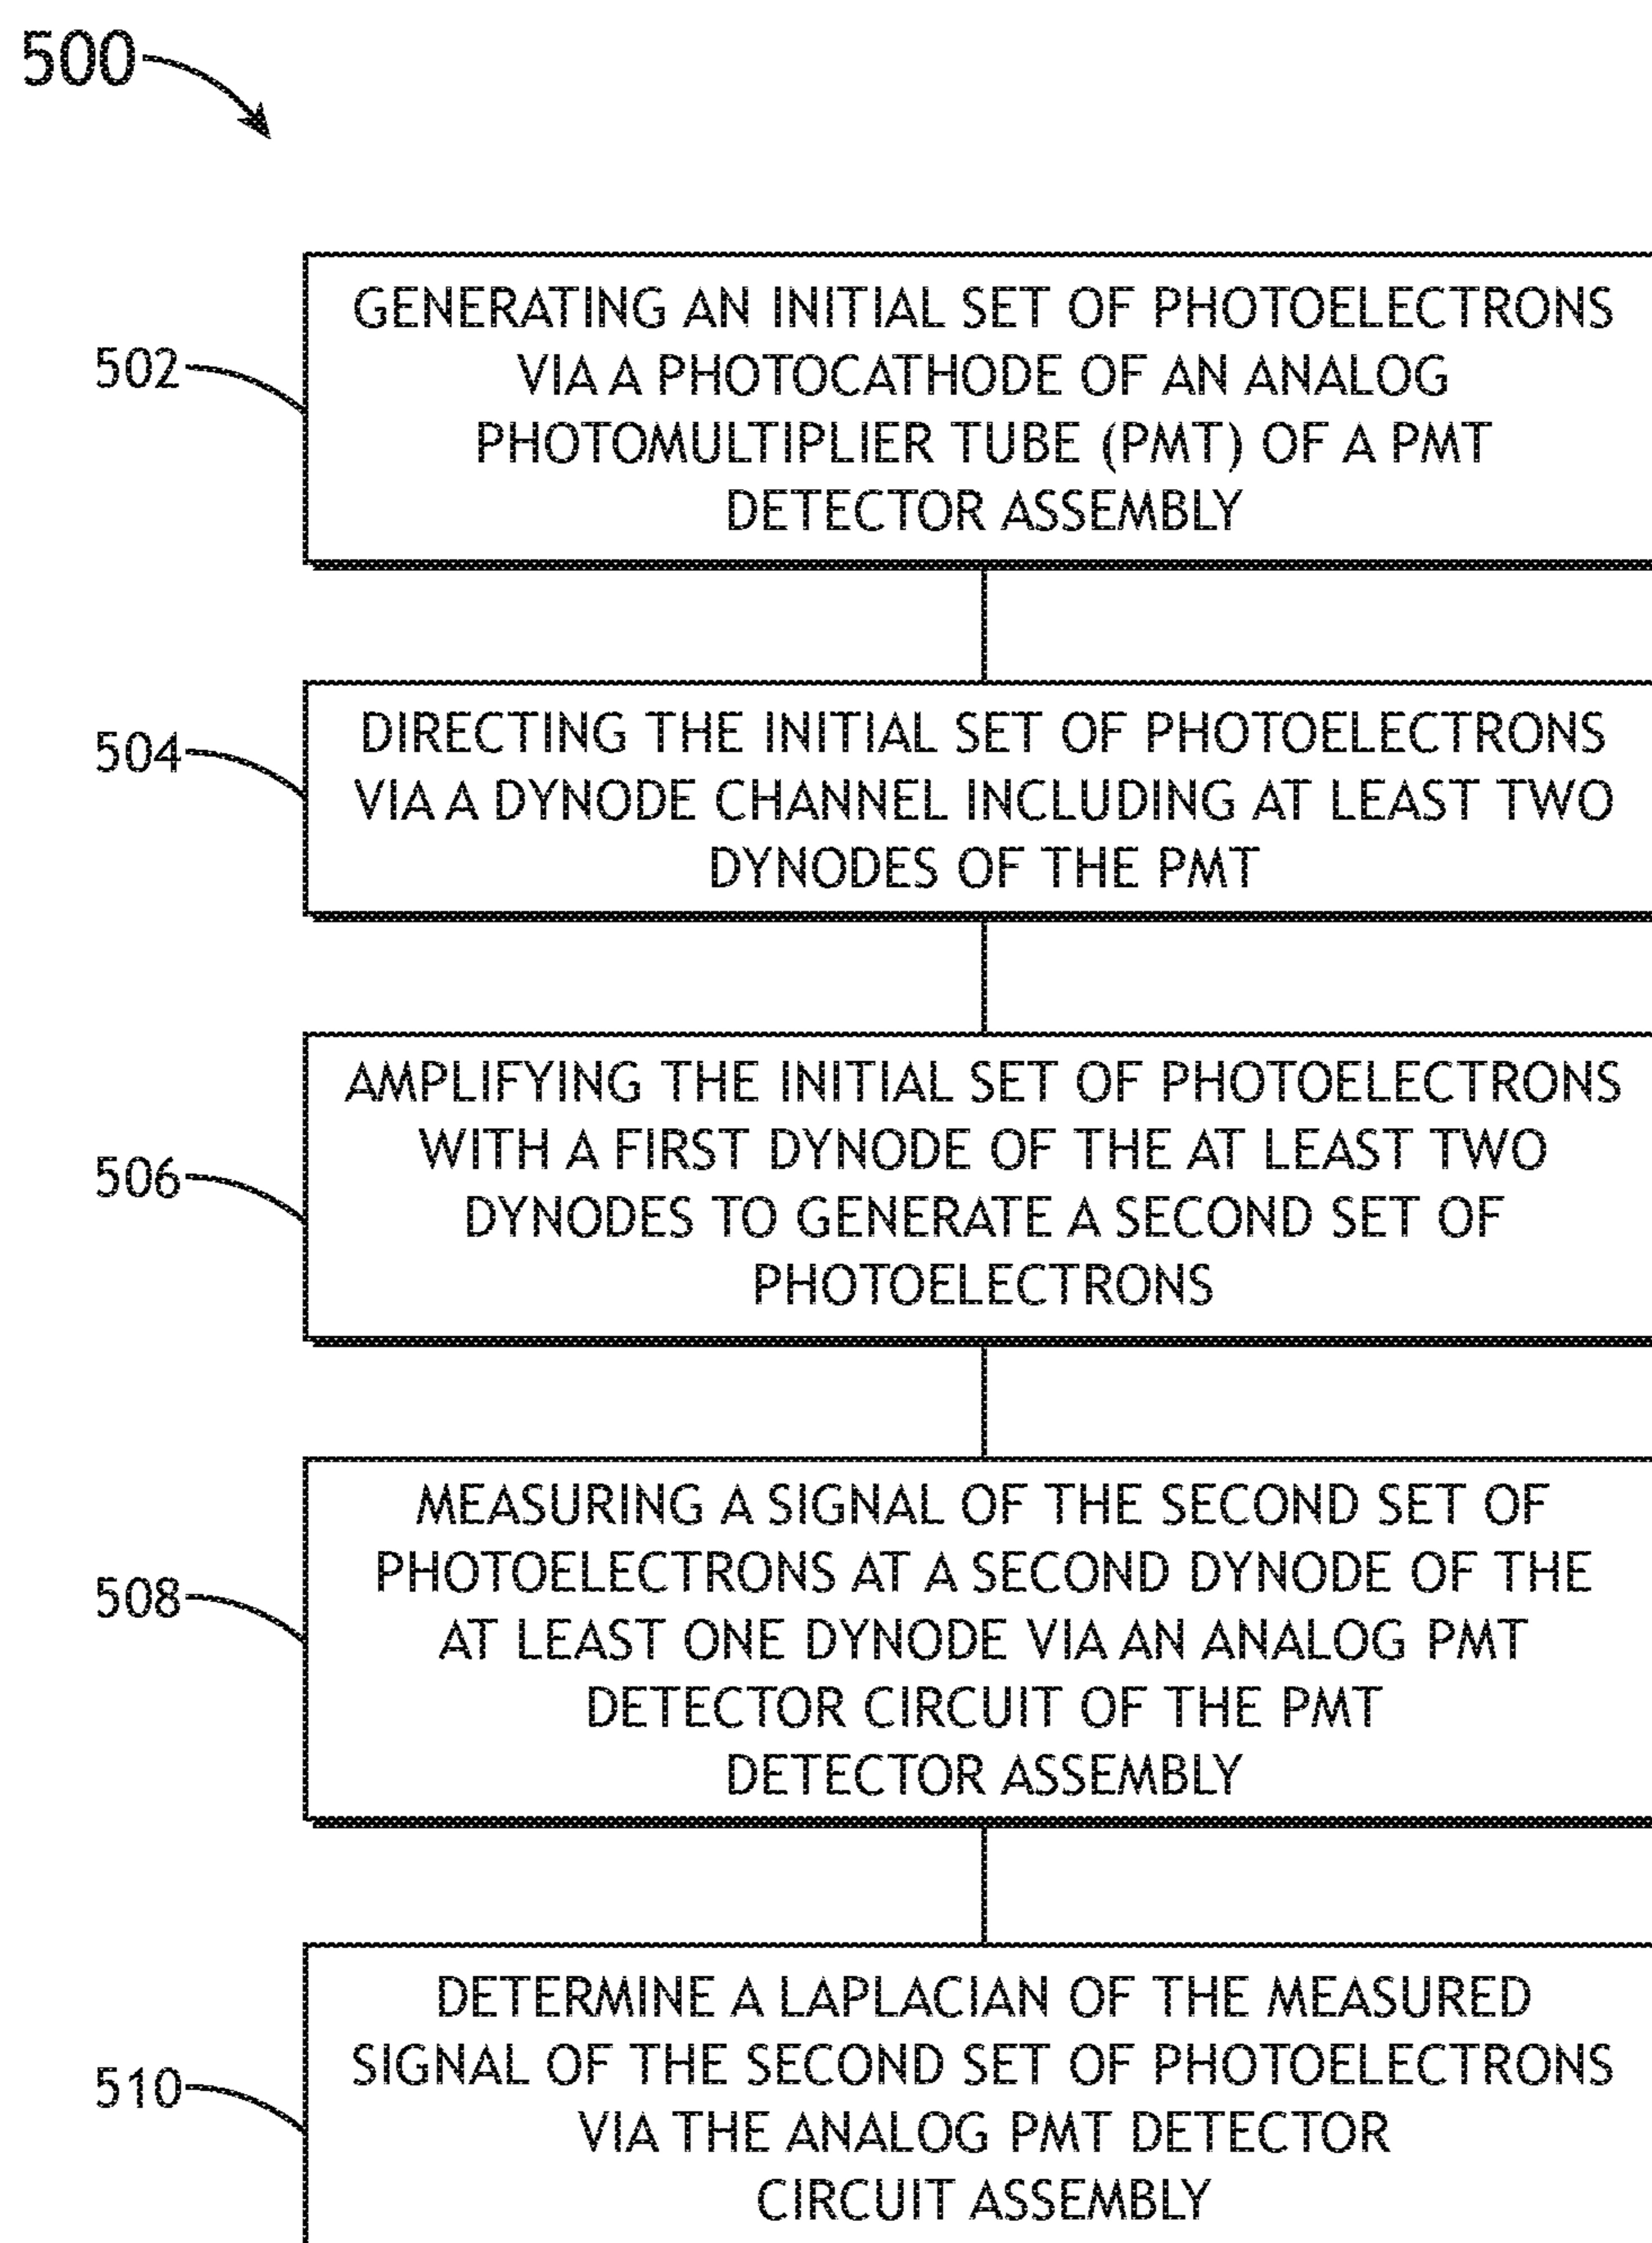 500
502
GENERATING AN INITIAL SET OF PHOTOELECTRONS
VIA A PHOTOCATHODE OF AN ANALOG
PHOTOMULTIPLIER TUBE (PMT) OF A PMT
DETECTOR ASSEMBLY
504
DIRECTING THE INITIAL SET OF PHOTOELECTRONS
VIA A DYNODE CHANNEL INCLUDING AT LEAST TWO
DYNODES OF THE PMT
506
AMPLIFYING THE INITIAL SET OF PHOTOELECTRONS
WITH A FIRST DYNODE OF THE AT LEAST TWO
DYNODES TO GENERATE A SECOND SET OF
PHOTOELECTRONS
508
MEASURING A SIGNAL OF THE SECOND SET OF
PHOTOELECTRONS AT A SECOND DYNODE OF THE
AT LEAST ONE DYNODE VIA AN ANALOG PMT
DETECTOR CIRCUIT OF THE PMT
DETECTOR ASSEMBLY
510
DETERMINE A LAPLACIAN OF THE MEASURED
SIGNAL OF THE SECOND SET OF PHOTOELECTRONS
VIA THE ANALOG PMT DETECTOR
CIRCUIT ASSEMBLY